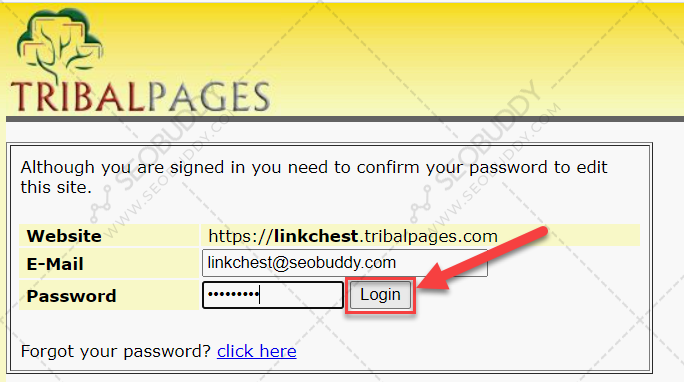 TRIBALPAGES
Although you are signed in you need to confirm your password to edit
this site.
Website https://linkchest.tribalpages.com
E-Mail linkchest@seobuddy.com
Password ••••••••• Login
Forgot your password? click here
SEOBUDDY
WWW.SEOBUDDY.COM